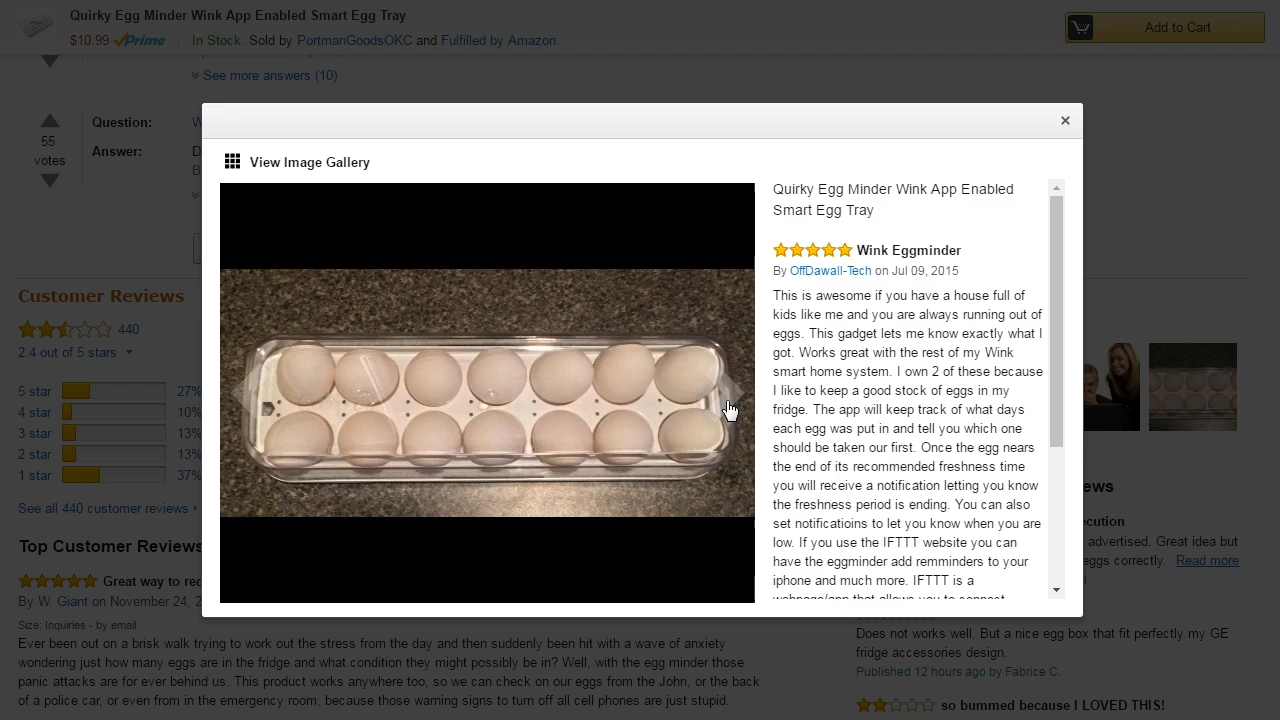 Quirky Egg Minder Wink App Enabled Smart Egg Tray
$10.99 Prime In Stock. Sold by PortmanGoodsOKC and Fulfilled by Amazon.
Add to Cart
See more answers (10)
55
votes
Question:
Answer:
×
View Image Gallery
Quirky Egg Minder Wink App Enabled
Smart Egg Tray
Wink Eggminder
By OffDawall-Tech on Jul 09, 2015
This is awesome if you have a house full of
kids like me and you are always running out of
eggs. This gadget lets me know exactly what I
got. Works great with the rest of my Wink
smart home system. I own 2 of these because
I like to keep a good stock of eggs in my
fridge. The app will keep track of what days
each egg was put in and tell you which one
should be taken our first. Once the egg nears
the end of its recommended freshness time
you will receive a notification letting you know
the freshness period is ending. You can also
set notificatioins to let you know when you are
low. If you use the IFTTT website you can
have the eggminder add remminders to your
iphone and much more. IFTTT is a
Customer Reviews
440
2.4 out of 5 stars
5 star 27%
4 star 10%
3 star 13%
2 star 13%
1 star 37%
See all 440 customer reviews
Top Customer Reviews
Great way to
By W. Giant on November 24, 2
Size: Inquiries - by email
Ever been out on a brisk walk trying to work out the stress from the day and then suddenly been hit with a wave of anxiety
wondering just how many eggs are in the fridge and what condition they might possibly be in? Well, with the egg minder those
panic attacks are for ever behind us. This product works anywhere too, so we can check on our eggs from the John, or the back
of a police car, or even from in the emergency room, because those warning signs to turn off all cell phones are just stupid.
advertised. Great idea but
eggs correctly. Read more
Does not works well. But a nice egg box that fit perfectly my GE
fridge accessories design.
Published 12 hours ago by Fabrice C.
so bummed because I LOVED THIS!